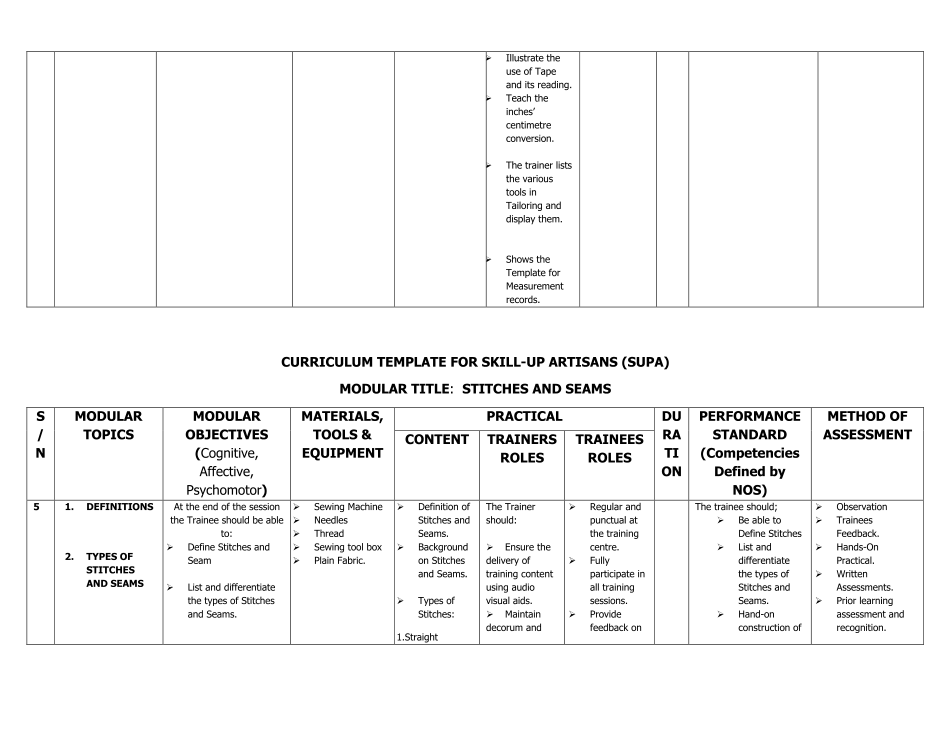 ➢ Illustrate the
use of Tape
and its reading.
➢ Teach the
inches’
centimetre
conversion.
➢ The trainer lists
the various
tools in
Tailoring and
display them.
➢ Shows the
Template for
Measurement
records.
CURRICULUM TEMPLATE FOR SKILL-UP ARTISANS (SUPA)
MODULAR TITLE: STITCHES AND SEAMS
S
/
N
MODULAR
TOPICS
MODULAR
OBJECTIVES
(Cognitive,
Affective,
Psychomotor)
MATERIALS,
TOOLS &
EQUIPMENT
PRACTICAL
CONTENT
TRAINERS
ROLES
TRAINEES
ROLES
DU
RA
TI
ON
PERFORMANCE
STANDARD
(Competencies
Defined by
NOS)
METHOD OF
ASSESSMENT
5
1. DEFINITIONS
2. TYPES OF
STITCHES
AND SEAMS
At the end of the session
the Trainee should be able
to:
➢ Define Stitches and
Seam
➢ List and differentiate
the types of Stitches
and Seams.
➢ Sewing Machine
➢ Needles
➢ Thread
➢ Sewing tool box
➢ Plain Fabric.
➢ Definition of
Stitches and
Seams.
➢ Background
on Stitches
and Seams.
➢ Types of
Stitches:
1.Straight
The Trainer
should:
➢ Ensure the
delivery of
training content
using audio
visual aids.
➢ Maintain
decorum and
➢ Regular and
punctual at
the training
centre.
➢ Fully
participate in
all training
sessions.
➢ Provide
feedback on
The trainee should;
➢ Be able to
Define Stitches
➢ List and
differentiate
the types of
Stitches and
Seams.
➢ Hand-on
construction of
➢ Observation
➢ Trainees
Feedback.
➢ Hands-On
Practical.
➢ Written
Assessments.
➢ Prior learning
assessment and
recognition.